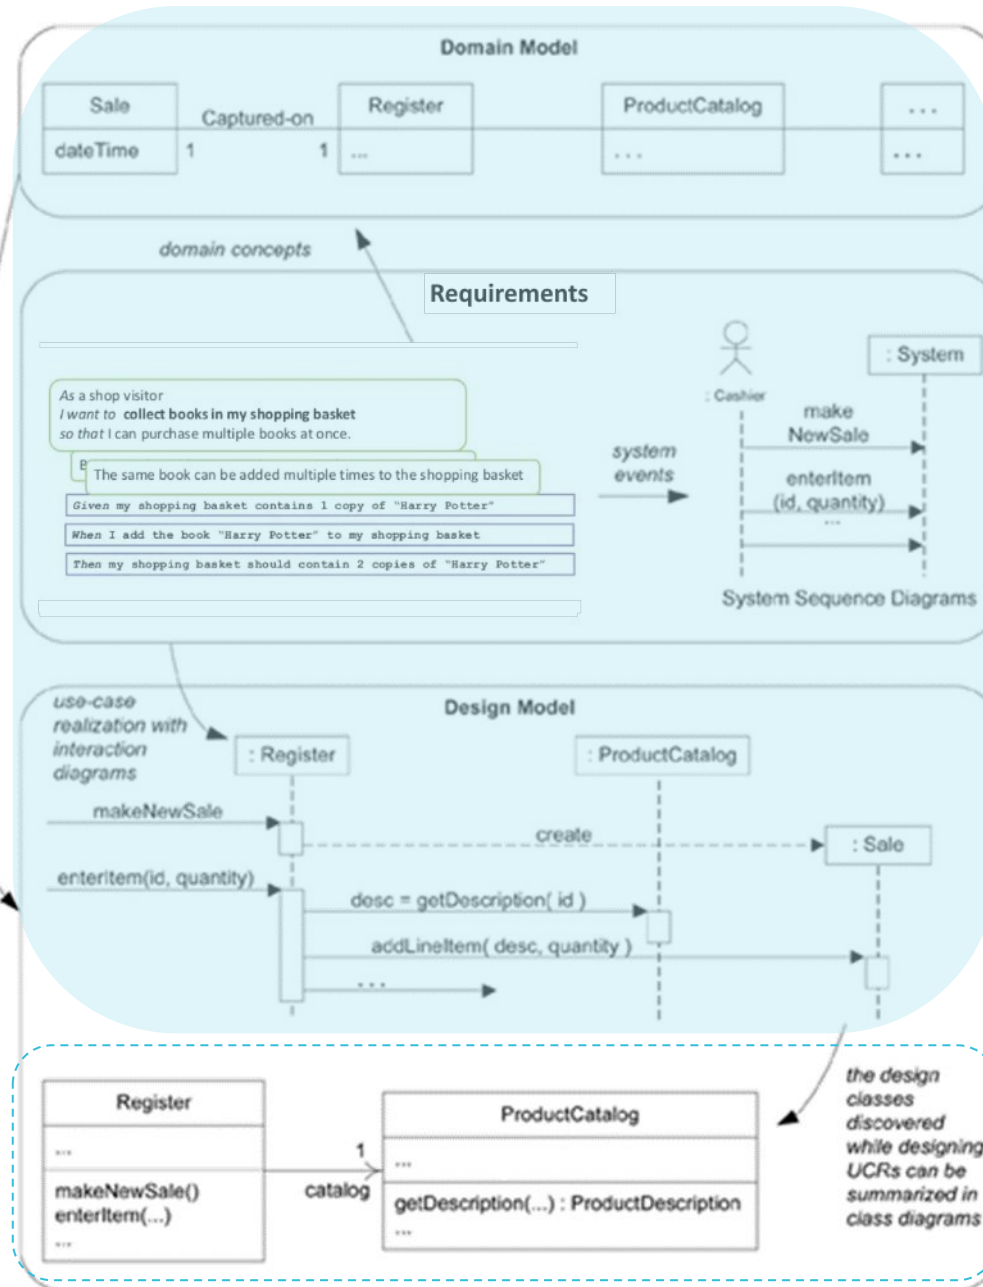 Domain Model
Sale
Captured-on
Register
ProductCatalog
...
dateTime
1
1
...
...
...
domain concepts
Requirements
As a shop visitor
I want to collect books in my shopping basket
so that I can purchase multiple books at once.
The same book can be added multiple times to the shopping basket
Given my shopping basket contains 1 copy of "Harry Potter"
When I add the book "Harry Potter" to my shopping basket
Then my shopping basket should contain 2 copies of "Harry Potter"
system
events
: Cashier
: System
make
NewSale
enterItem
(id, quantity)
...
System Sequence Diagrams
Design Model
use-case
realization with
interaction
diagrams
: Register
: ProductCatalog
makeNewSale
create
: Sale
enterItem(id, quantity)
desc = getDescription( id )
addLineItem( desc, quantity )
...
Register
...
makeNewSale()
enterItem(...)
...
1
catalog
ProductCatalog
...
getDescription(...) : ProductDescription
...
the design
classes
discovered
while designing
UCRs can be
summarized in
class diagrams